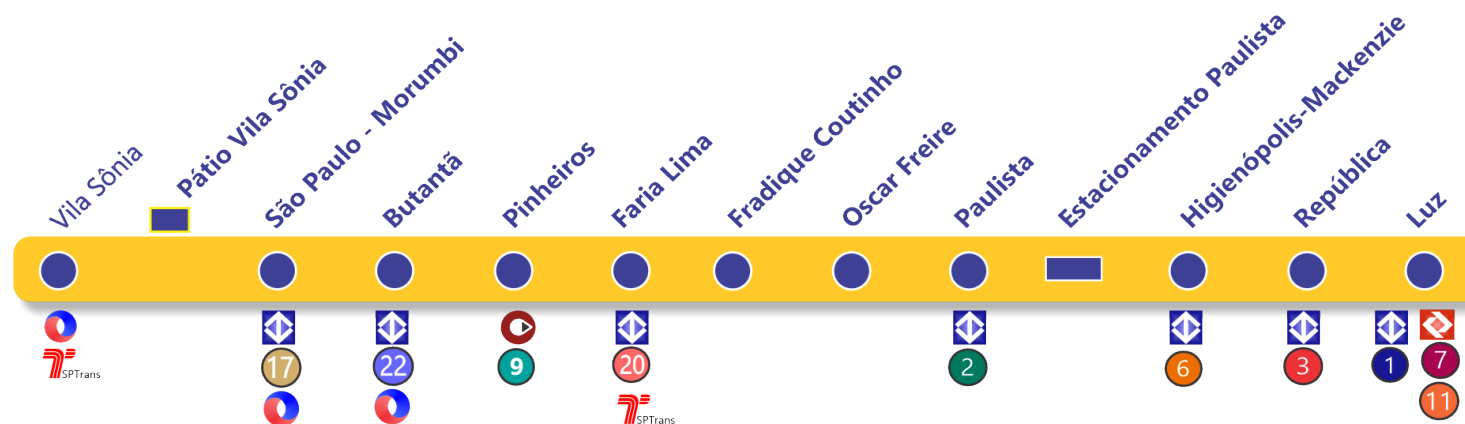 Vila Sônia
Pátio Vila Sônia
São Paulo - Morumbi
Butantã
Pinheiros
Faria Lima
Fradique Coutinho
Oscar Freire
Paulista
Estacionamento Paulista
Higienópolis-Mackenzie
República
Luz
SPTrans
17
22
9
20
SPTrans
2
6
3
1
7
11